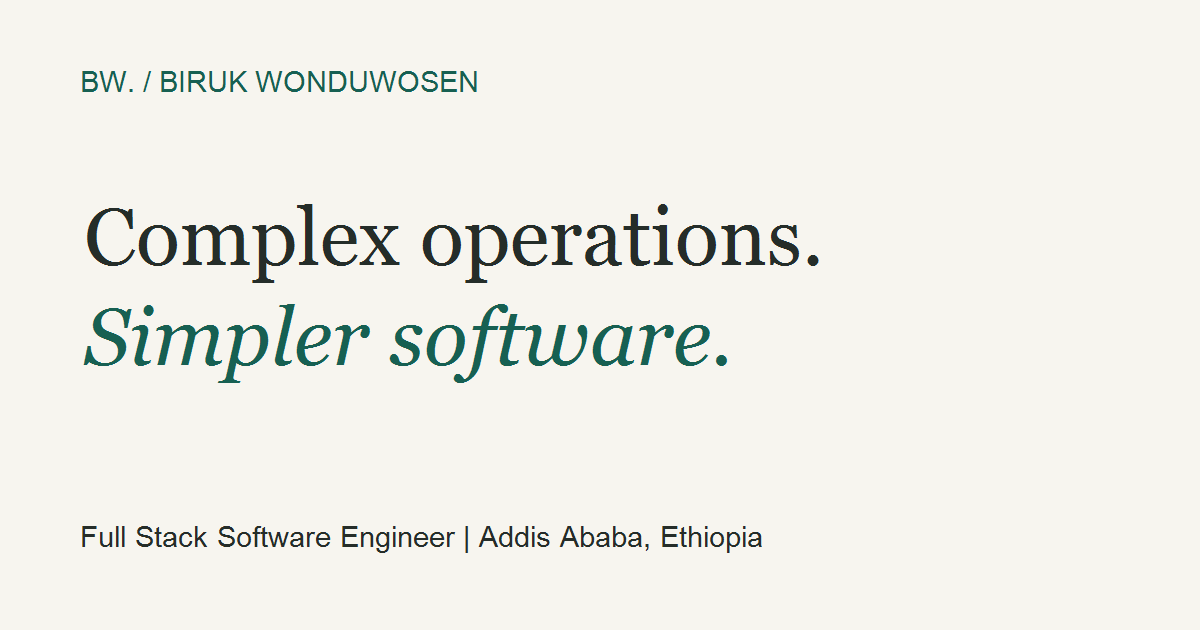 BW. / BIRUK WONDUWOSEN
Complex operations.
Simpler software.
Full Stack Software Engineer | Addis Ababa, Ethiopia